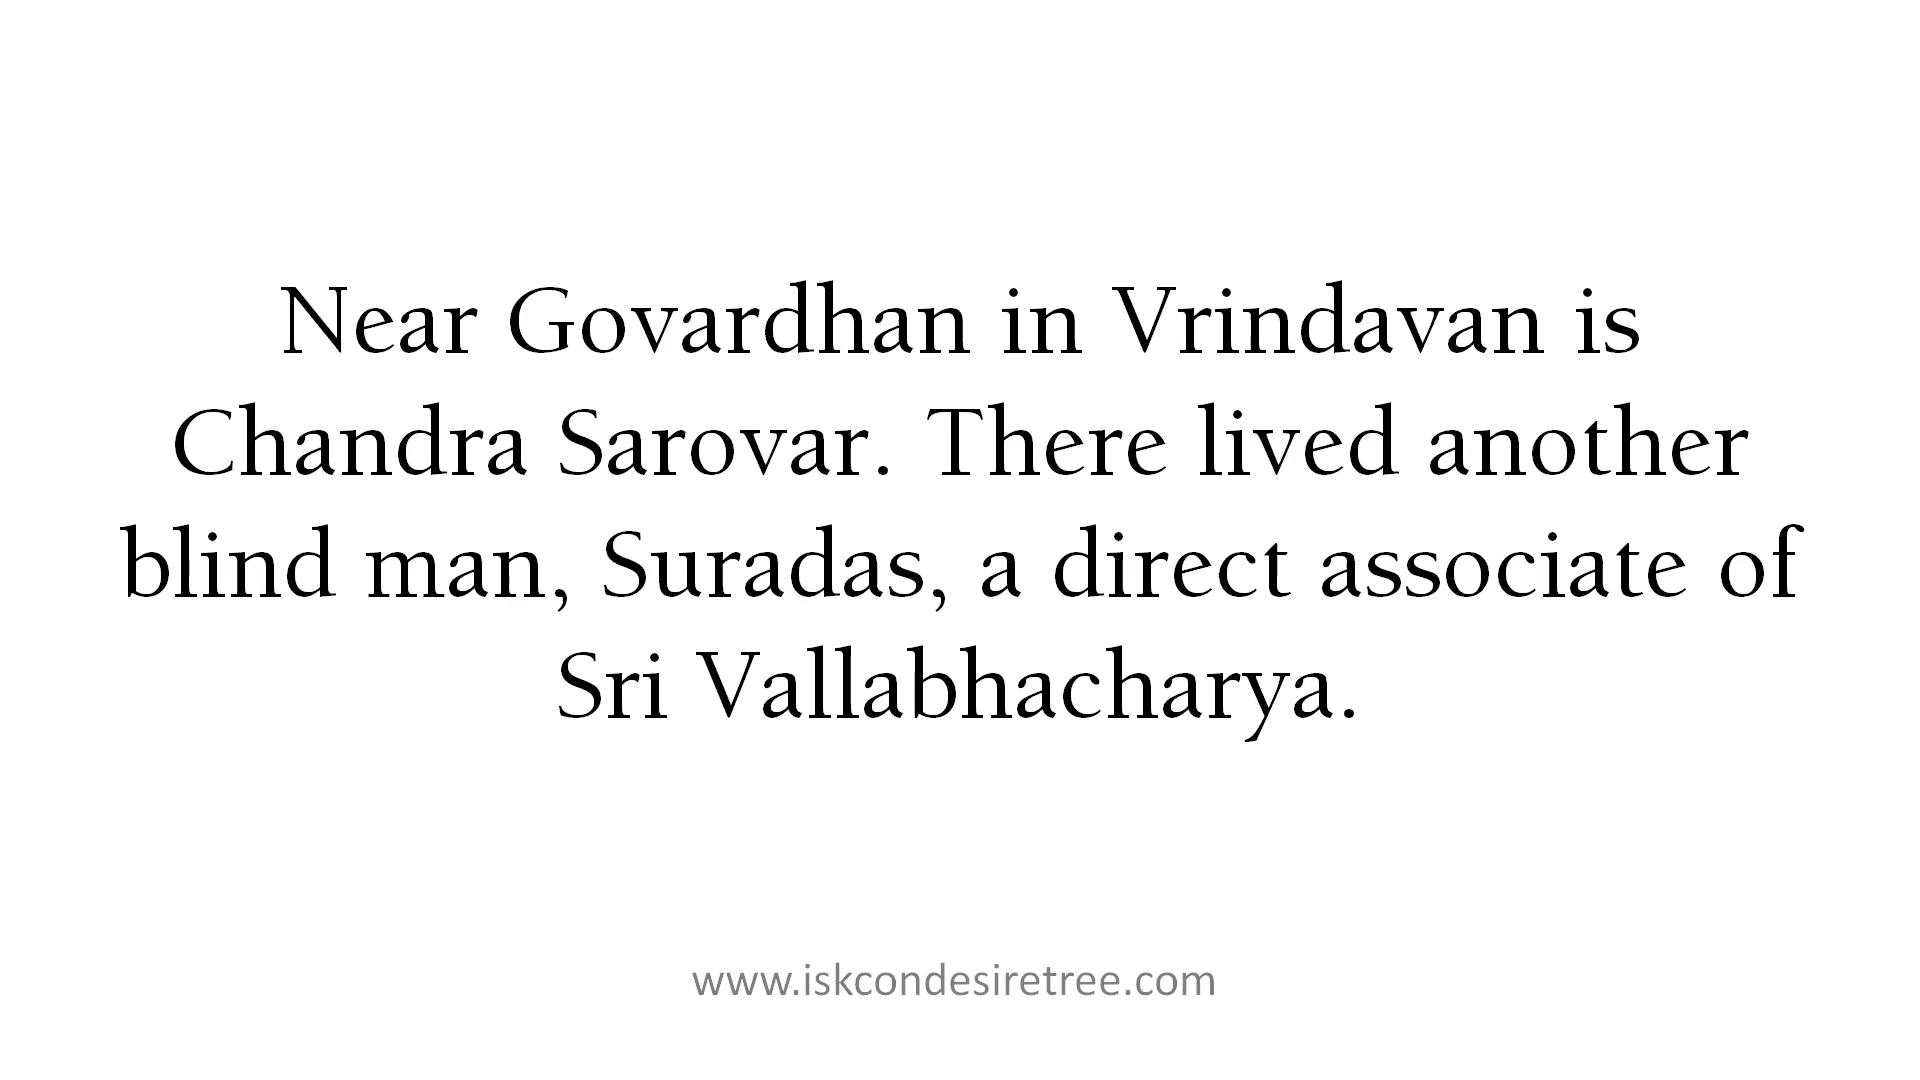 Near Govardhan in Vrindavan is
Chandra Sarovar. There lived another
blind man, Suradas, a direct associate of
Sri Vallabhacharya.
www.iskcondesiretree.com